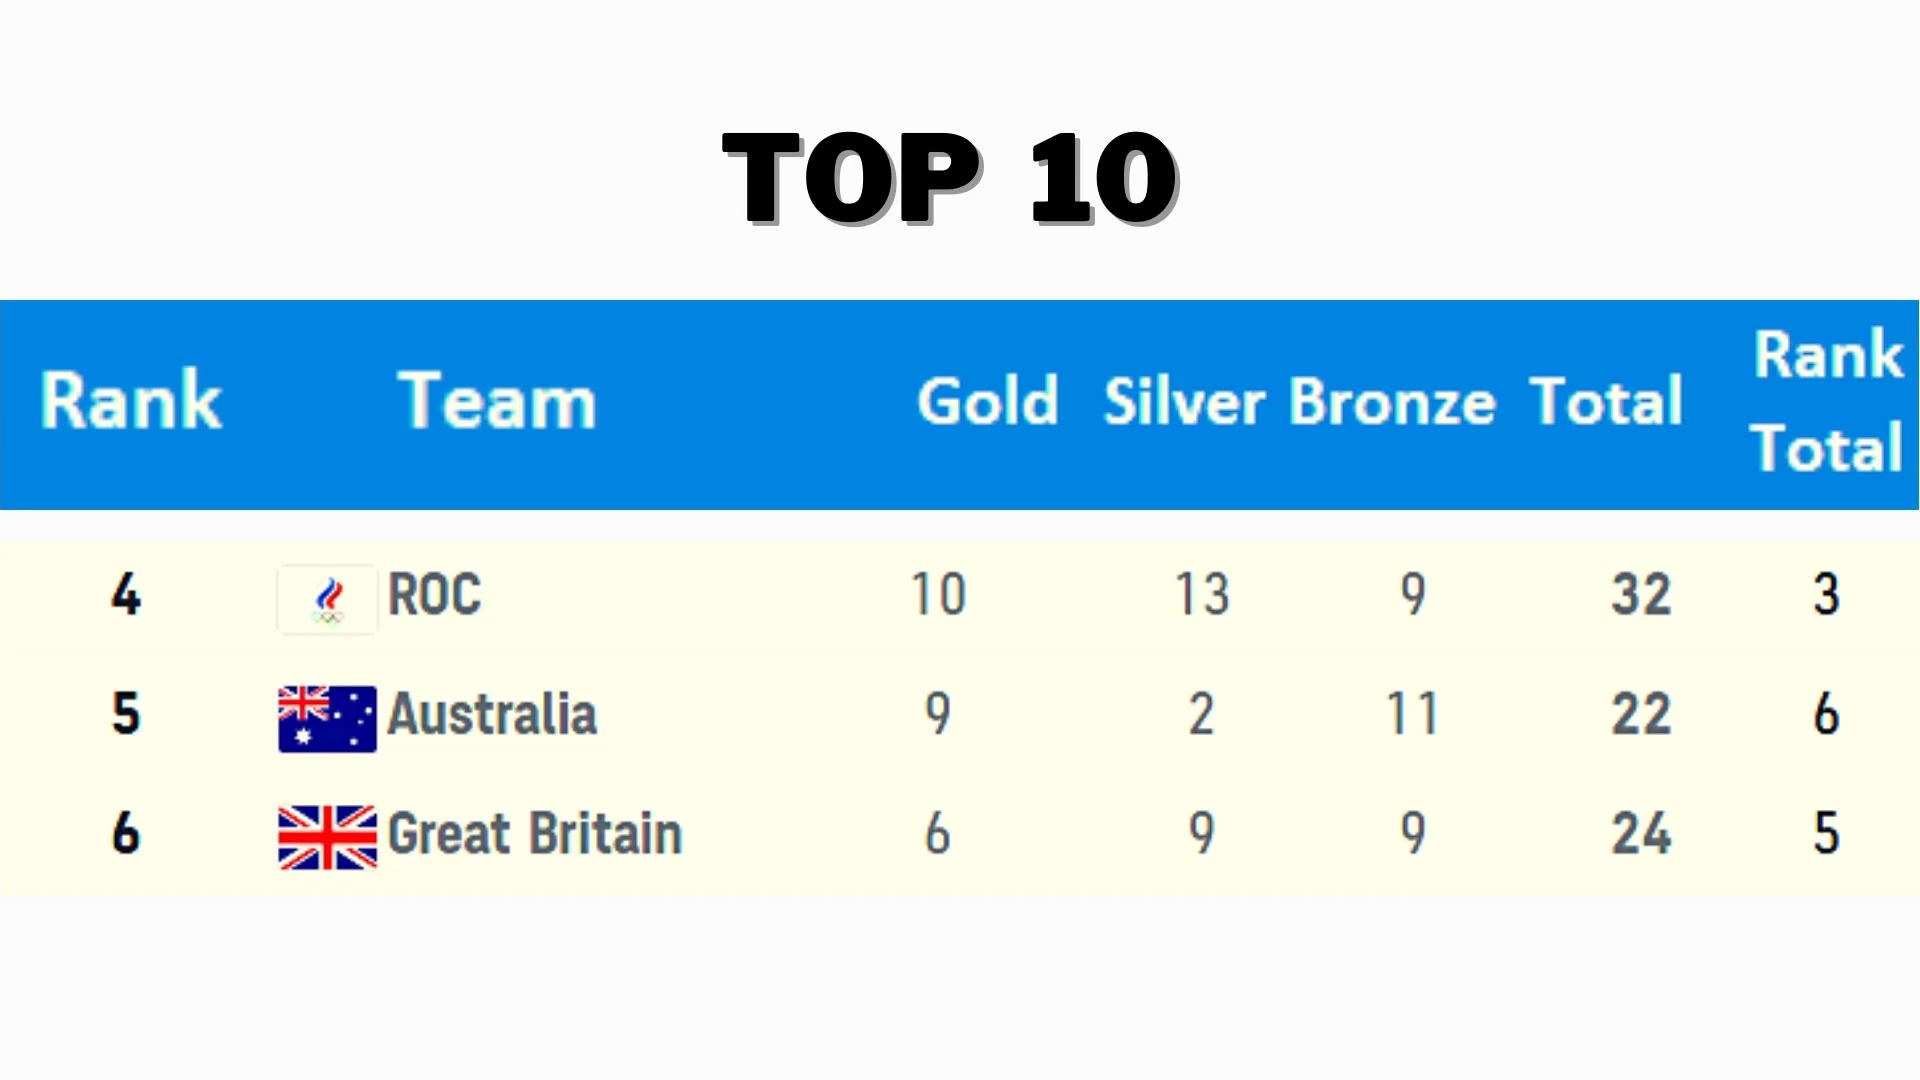 TOP 10
Rank Team Gold Silver Bronze Total Rank Total
4 ROC 10 13 9 32 3
5 Australia 9 2 11 22 6
6 Great Britain 6 9 9 24 5